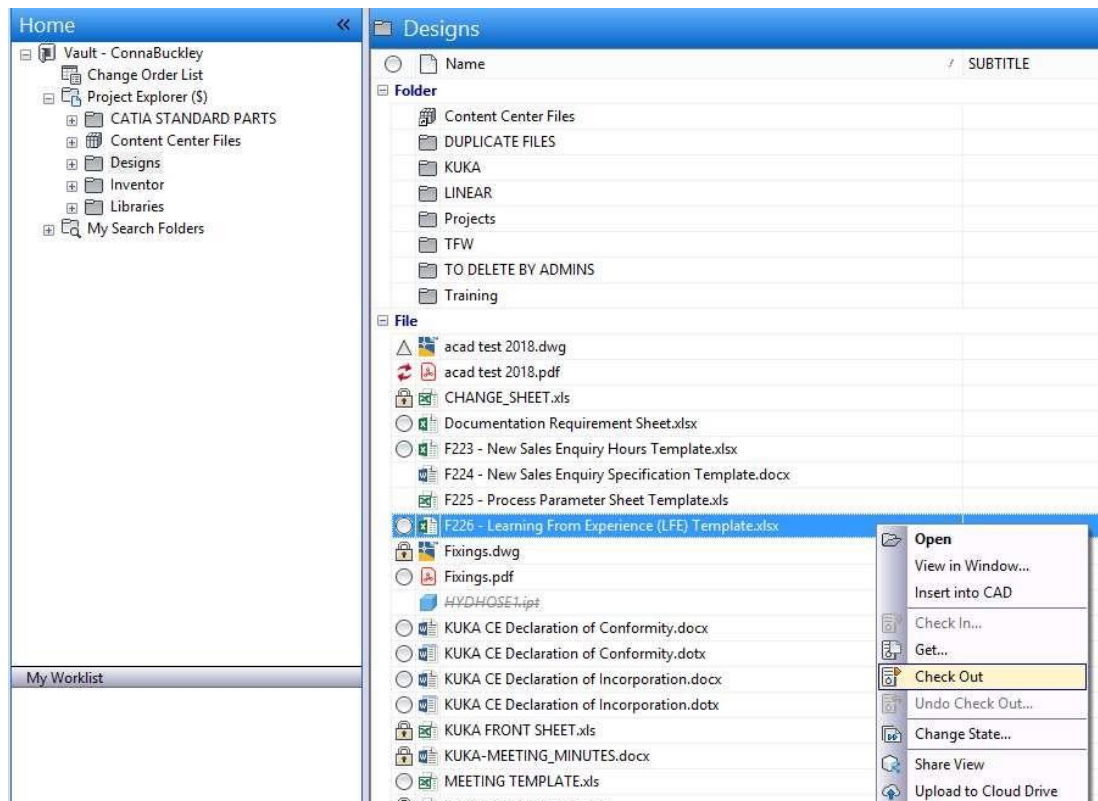 Home «
Vault - ConnaBuckley
Change Order List
Project Explorer ($)
CATIA STANDARD PARTS
Content Center Files
Designs
Inventor
Libraries
My Search Folders
My Worklist
Designs
Name / SUBTITLE
Folder
Content Center Files
DUPLICATE FILES
KUKA
LINEAR
Projects
TFW
TO DELETE BY ADMINS
Training
File
acad test 2018.dwg
acad test 2018.pdf
CHANGE_SHEET.xls
Documentation Requirement Sheet.xlsx
F223 - New Sales Enquiry Hours Template.xlsx
F224 - New Sales Enquiry Specification Template.docx
F225 - Process Parameter Sheet Template.xls
F226 - Learning From Experience (LFE) Template.xlsx
Fixings.dwg
Fixings.pdf
HYDHOSE1.ipt
KUKA CE Declaration of Conformity.docx
KUKA CE Declaration of Conformity.dotx
KUKA CE Declaration of Incorporation.docx
KUKA CE Declaration of Incorporation.dotx
KUKA FRONT SHEET.xls
KUKA-MEETING_MINUTES.docx
MEETING TEMPLATE.xls
Open
View in Window...
Insert into CAD
Check In...
Get...
Check Out
Undo Check Out...
Change State...
Share View
Upload to Cloud Drive